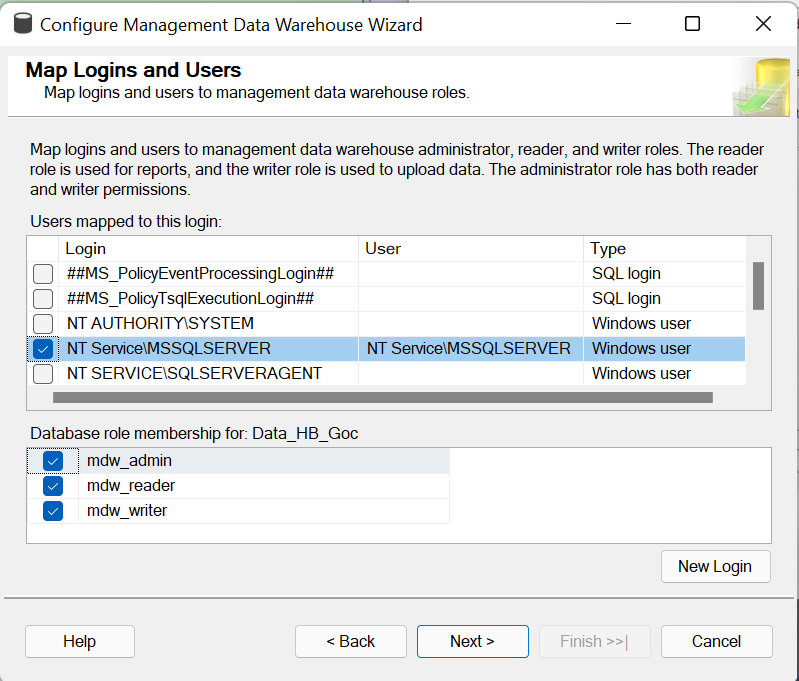 Configure Management Data Warehouse Wizard
Map Logins and Users
Map logins and users to management data warehouse roles.
Map logins and users to management data warehouse administrator, reader, and writer roles. The reader
role is used for reports, and the writer role is used to upload data. The administrator role has both reader
and writer permissions.
Users mapped to this login:
Login User Type
##MS_PolicyEventProcessingLogin## SQL login
##MS_PolicyTsqlExecutionLogin## SQL login
NT AUTHORITY\SYSTEM Windows user
NT Service\MSSQLSERVER NT Service\MSSQLSERVER Windows user
NT SERVICE\SQLSERVERAGENT Windows user
Database role membership for: Data_HB_Goc
mdw_admin
mdw_reader
mdw_writer
New Login
Help < Back Next > Finish >>| Cancel